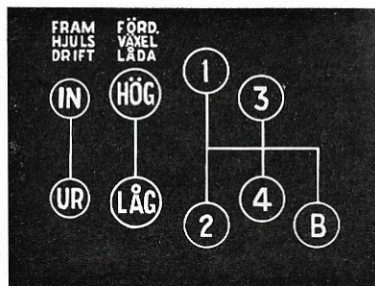 FRAM
HJULS
DRIFT
IN
UR
FÖRD.
VÄXEL
LÅDA
HÖG
LÅG
1
3
2
4
B